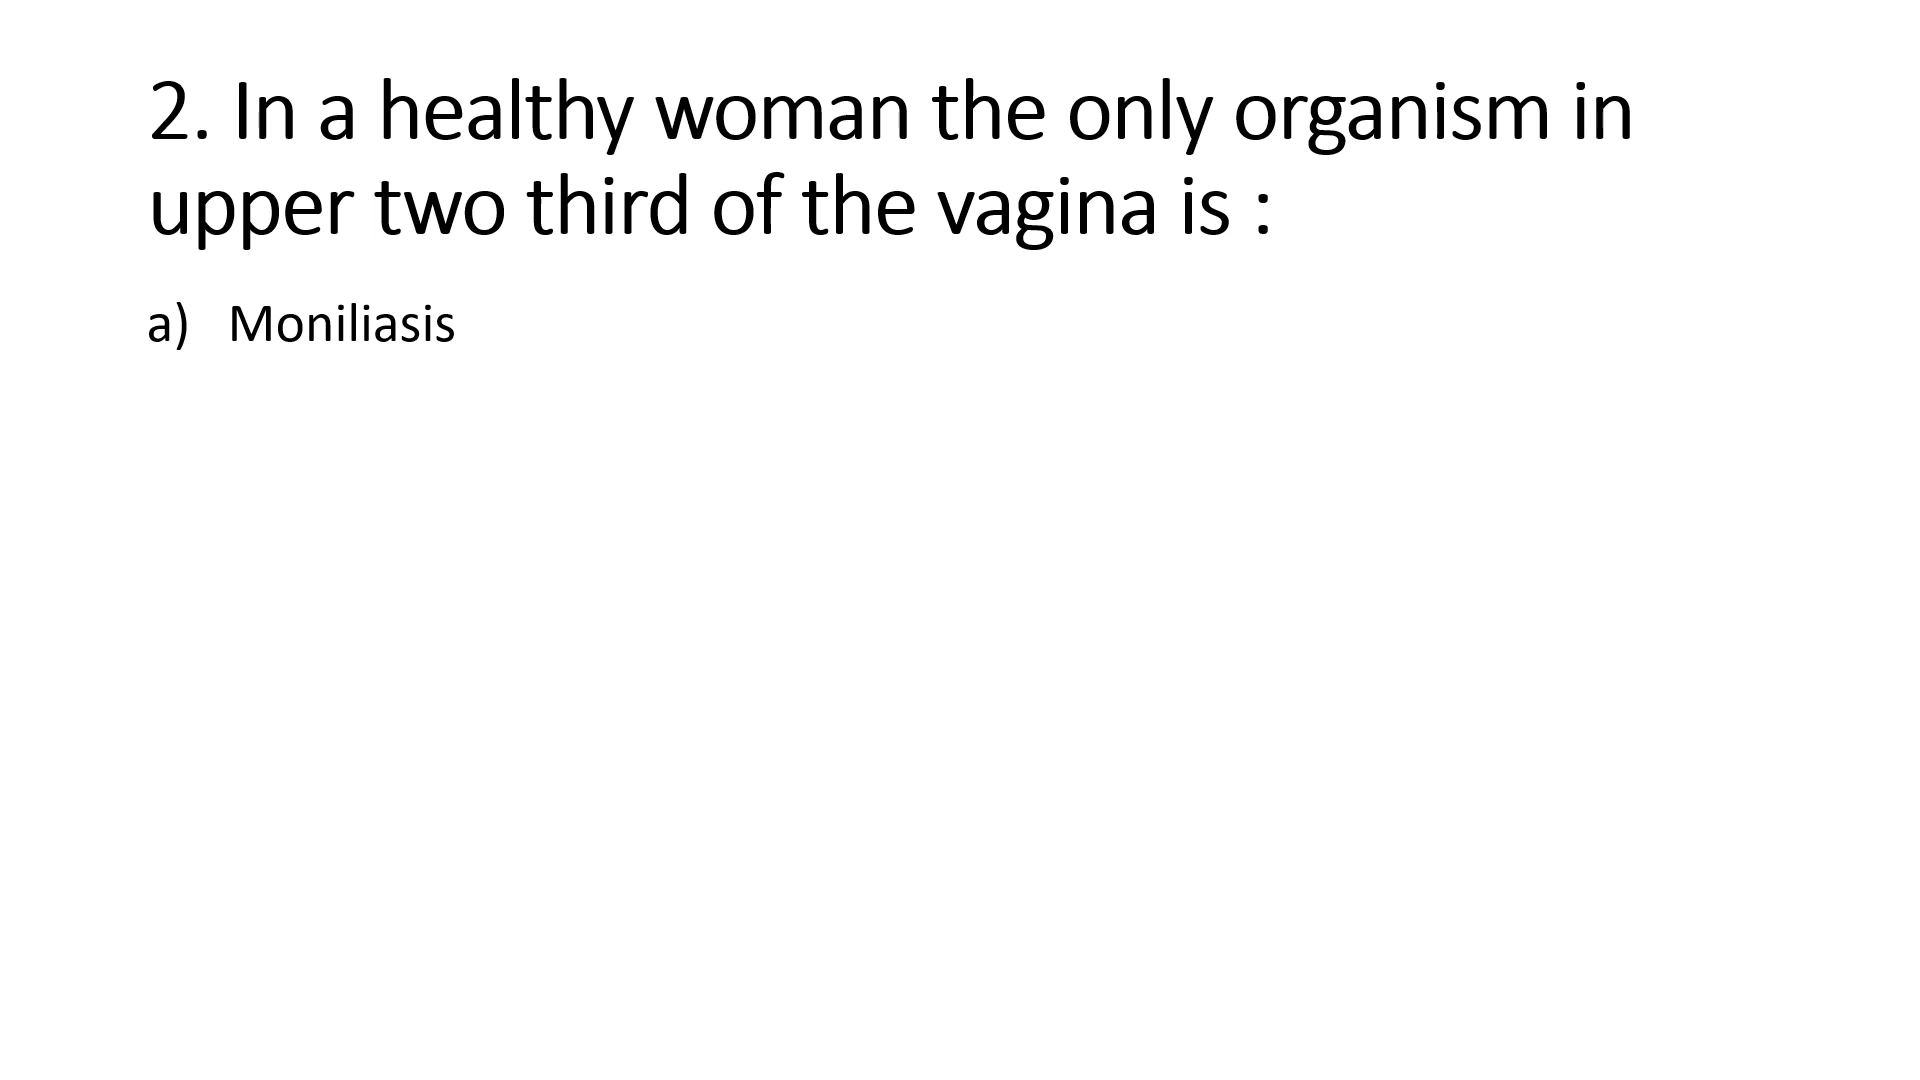 2. In a healthy woman the only organism in
upper two third of the vagina is :
a) Moniliasis